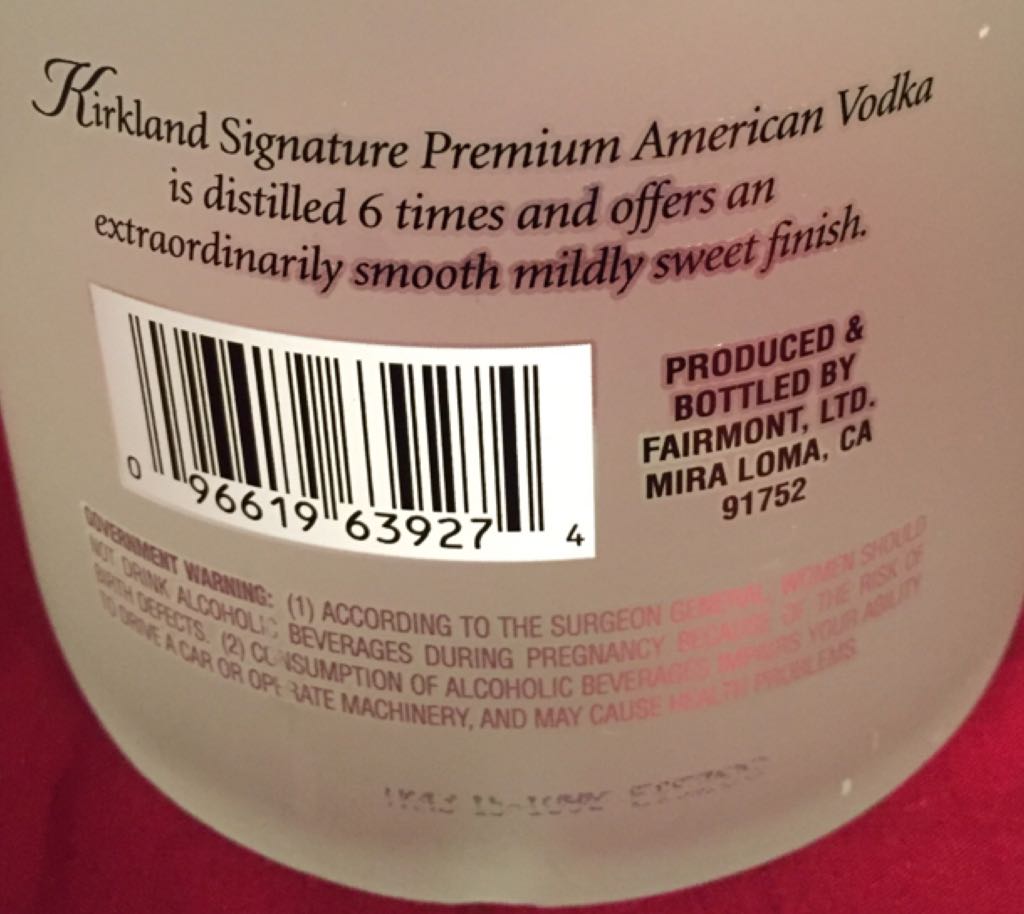 Kirkland Signature Premium American Vodka
is distilled 6 times and offers an
extraordinarily smooth mildly sweet finish.
0 96619 63927 4
PRODUCED &
BOTTLED BY
FAIRMONT, LTD.
MIRA LOMA, CA
91752
GOVERNMENT WARNING: (1) ACCORDING TO THE SURGEON GENERAL, WOMEN SHOULD
NOT DRINK ALCOHOLIC BEVERAGES DURING PREGNANCY BECAUSE OF THE RISK OF
BIRTH DEFECTS. (2) CONSUMPTION OF ALCOHOLIC BEVERAGES IMPAIRS YOUR ABILITY
TO DRIVE A CAR OR OPERATE MACHINERY, AND MAY CAUSE HEALTH PROBLEMS.